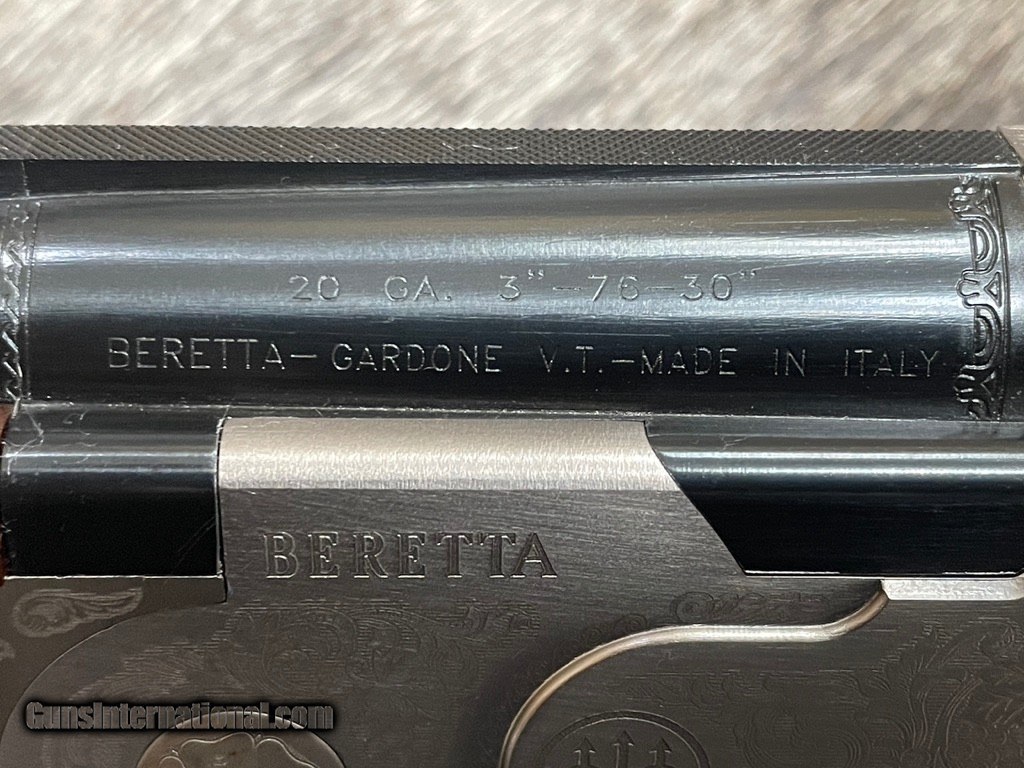 20 GA. 3"-76-30"
BERETTA-GARDONE V.T.-MADE IN ITALY
BERETTA
GunsInternational.com